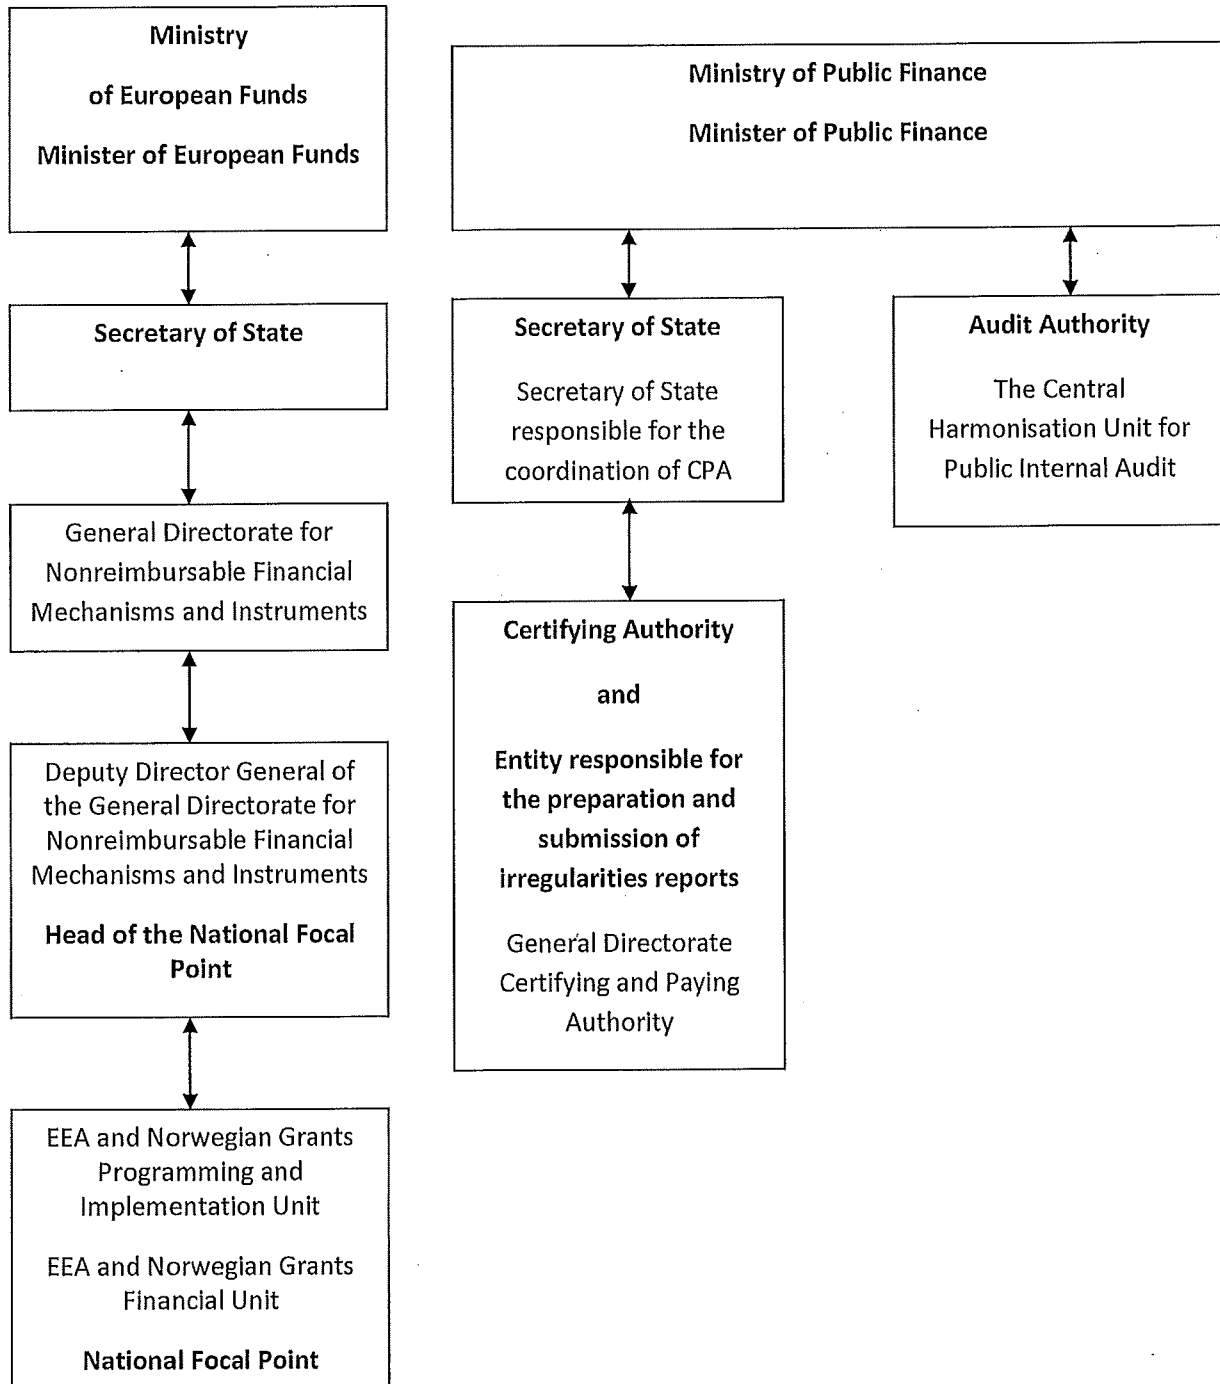 Ministry
of European Funds
Minister of European Funds
Secretary of State
General Directorate for
Nonreimbursable Financial
Mechanisms and Instruments
Deputy Director General of
the General Directorate for
Nonreimbursable Financial
Mechanisms and Instruments
Head of the National Focal
Point
EEA and Norwegian Grants
Programming and
Implementation Unit
EEA and Norwegian Grants
Financial Unit
National Focal Point
Ministry of Public Finance
Minister of Public Finance
Secretary of State
Secretary of State
responsible for the
coordination of CPA
Certifying Authority
and
Entity responsible for
the preparation and
submission of
irregularities reports
General Directorate
Certifying and Paying
Authority
Audit Authority
The Central
Harmonisation Unit for
Public Internal Audit